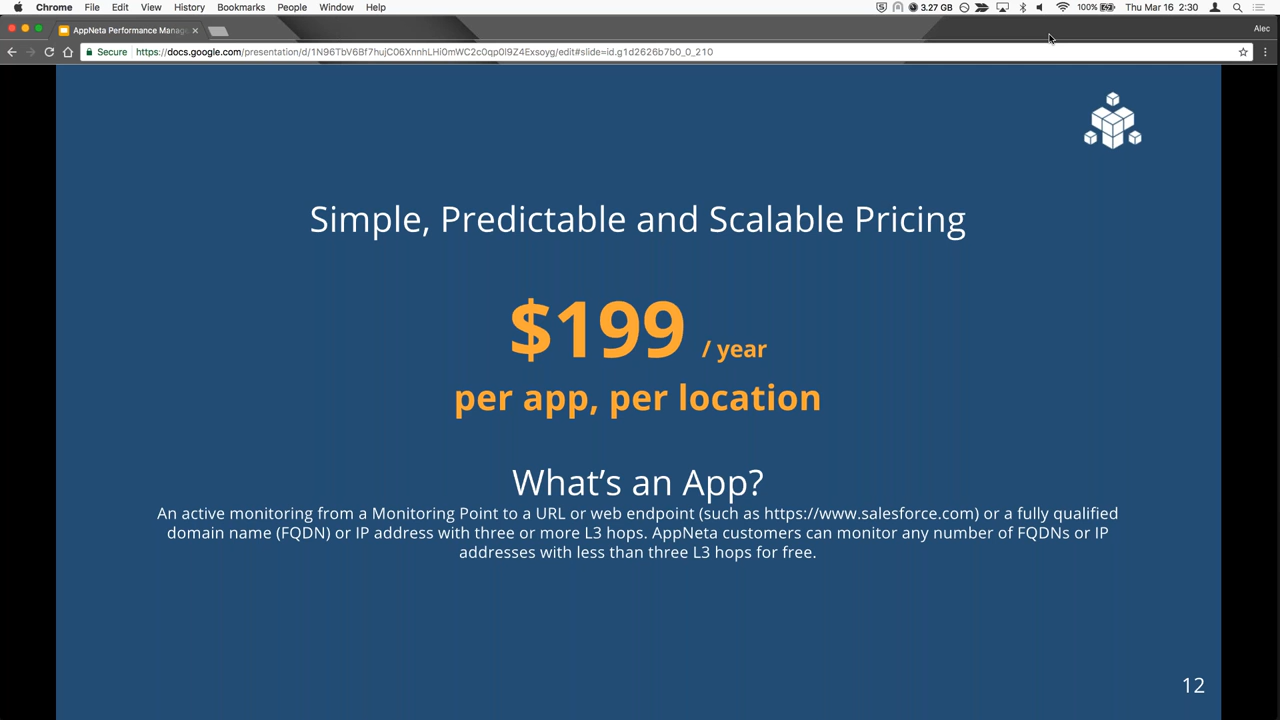 Chrome File Edit View History Bookmarks People Window Help 3.27 GB 100% Thu Mar 16 2:30
AppNeta Performance Manag Alec
Secure https://docs.google.com/presentation/d/1N96TbV6Bf7hujC06XnnhLHi0mWC2c0qp0l9Z4Exsoyg/edit#slide=id.g1d2626b7b0_0_210
Simple, Predictable and Scalable Pricing
$199 / year
per app, per location
What's an App?
An active monitoring from a Monitoring Point to a URL or web endpoint (such as https://www.salesforce.com) or a fully qualified
domain name (FQDN) or IP address with three or more L3 hops. AppNeta customers can monitor any number of FQDNs or IP
addresses with less than three L3 hops for free.
12